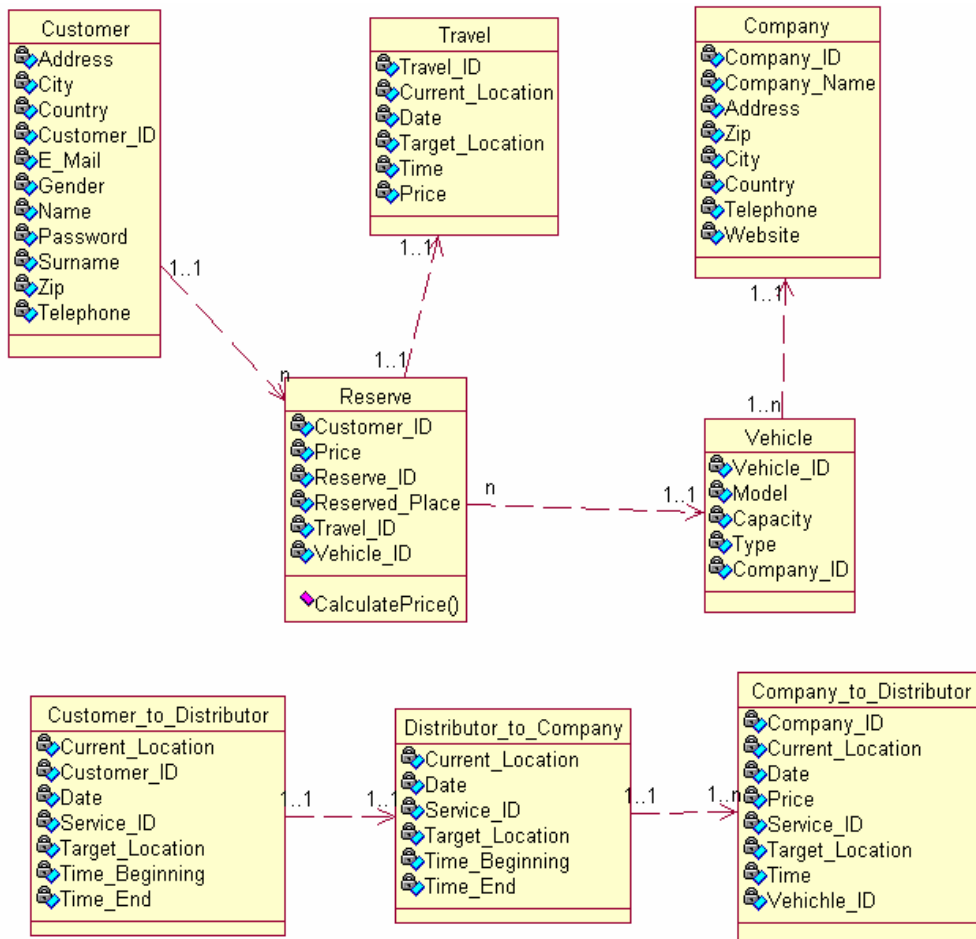 Customer
Address
City
Country
Customer_ID
E_Mail
Gender
Name
Password
Surname
Zip
Telephone
Travel
Travel_ID
Current_Location
Date
Target_Location
Time
Price
Company
Company_ID
Company_Name
Address
Zip
City
Country
Telephone
Website
1..1
1..1
1..1
1..1
n
1..n
Reserve
Customer_ID
Price
Reserve_ID
Reserved_Place
Travel_ID
Vehicle_ID
CalculatePrice()
n
1..1
Vehicle
Vehicle_ID
Model
Capacity
Type
Company_ID
Customer_to_Distributor
Current_Location
Customer_ID
Date
Service_ID
Target_Location
Time_Beginning
Time_End
1..1
1..1
Distributor_to_Company
Current_Location
Date
Service_ID
Target_Location
Time_Beginning
Time_End
1..1
1..n
Company_to_Distributor
Company_ID
Current_Location
Date
Price
Service_ID
Target_Location
Time
Vehichle_ID